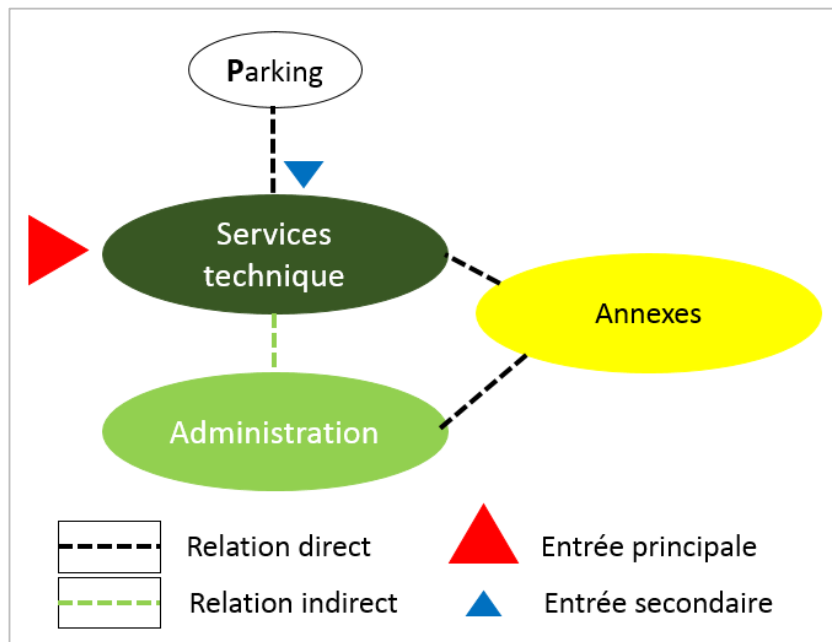 Parking
Services
technique
Annexes
Administration
Relation direct
Entrée principale
Relation indirect
Entrée secondaire